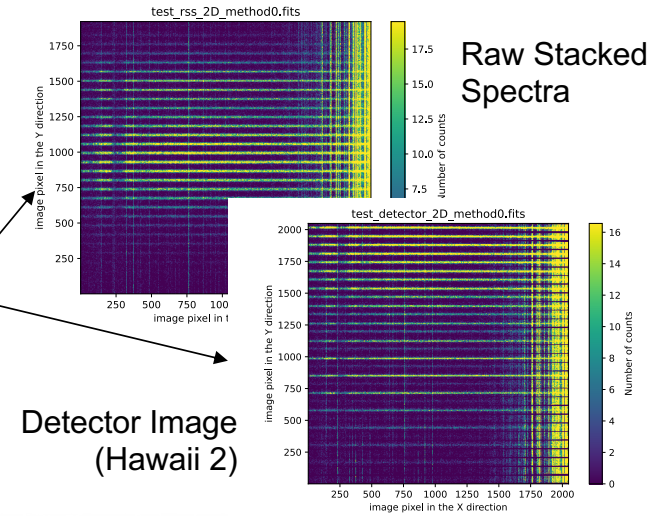 test_rss_2D_method0.fits
Raw Stacked
Spectra
1750
1500
1250
1000
750
500
250
image pixel in the Y direction
17.5
15.0
12.5
10.0
7.5
Number of counts
250 500 750
image pixel in
test_detector_2D_method0.fits
2000
1750
1500
1250
1000
750
500
250
image pixel in the Y direction
16
14
12
10
8
6
4
2
0
Number of counts
250 500 750 1000 1250 1500 1750 2000
image pixel in the X direction
Detector Image
(Hawaii 2)